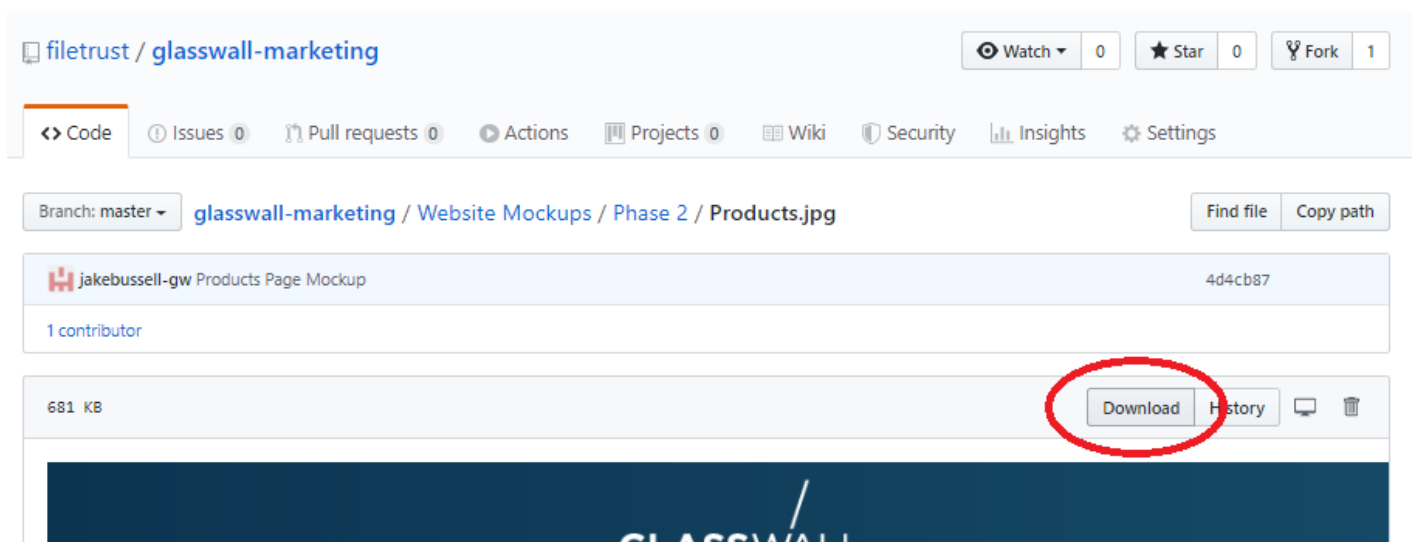 filetrust / glasswall-marketing
Watch 0 Star 0 Fork 1
Code Issues 0 Pull requests 0 Actions Projects 0 Wiki Security Insights Settings
Branch: master glasswall-marketing / Website Mockups / Phase 2 / Products.jpg Find file Copy path
jakebussell-gw Products Page Mockup 4d4cb87
1 contributor
681 KB Download History
GLASSWALL